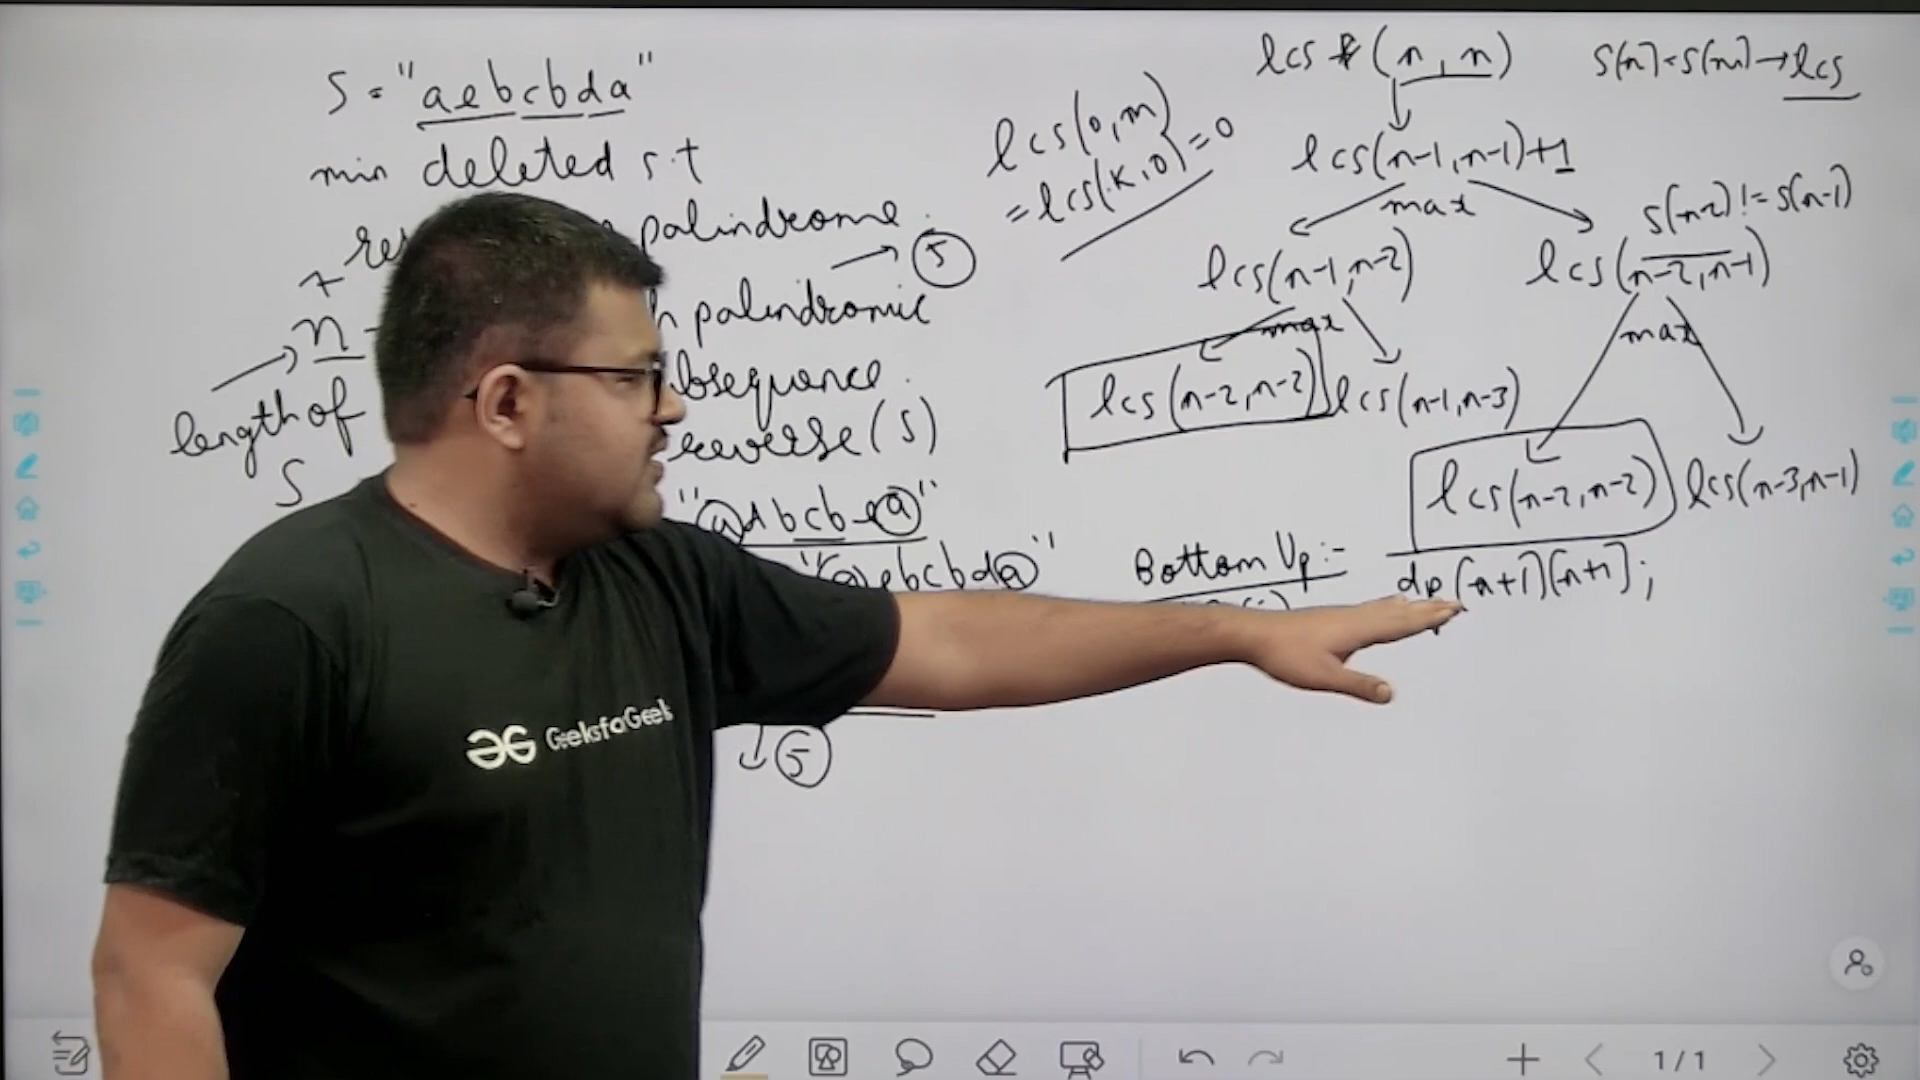 S = "aebcbda"
min deleted s.t
palindrome
→ (5)
n -
palindromic
length of
S
bsequence.
reverse(S)
"adbcbea"
"aebcbda"
↓ (5)
lcs(0,m)
= lcs(k,0) = 0
lcs (n, n)
→ lcs
lcs(n-1, n-1)+1
max
s(n-2) != s(n-1)
lcs(n-1, n-2)
lcs(n-2, n-1)
max
max
lcs(n-2, n-2)
lcs(n-1, n-3)
lcs(n-2, n-2)
lcs(n-3, n-1)
Bottom Up :-
dp[n+1][n+1];
GeeksforGeek
1/1